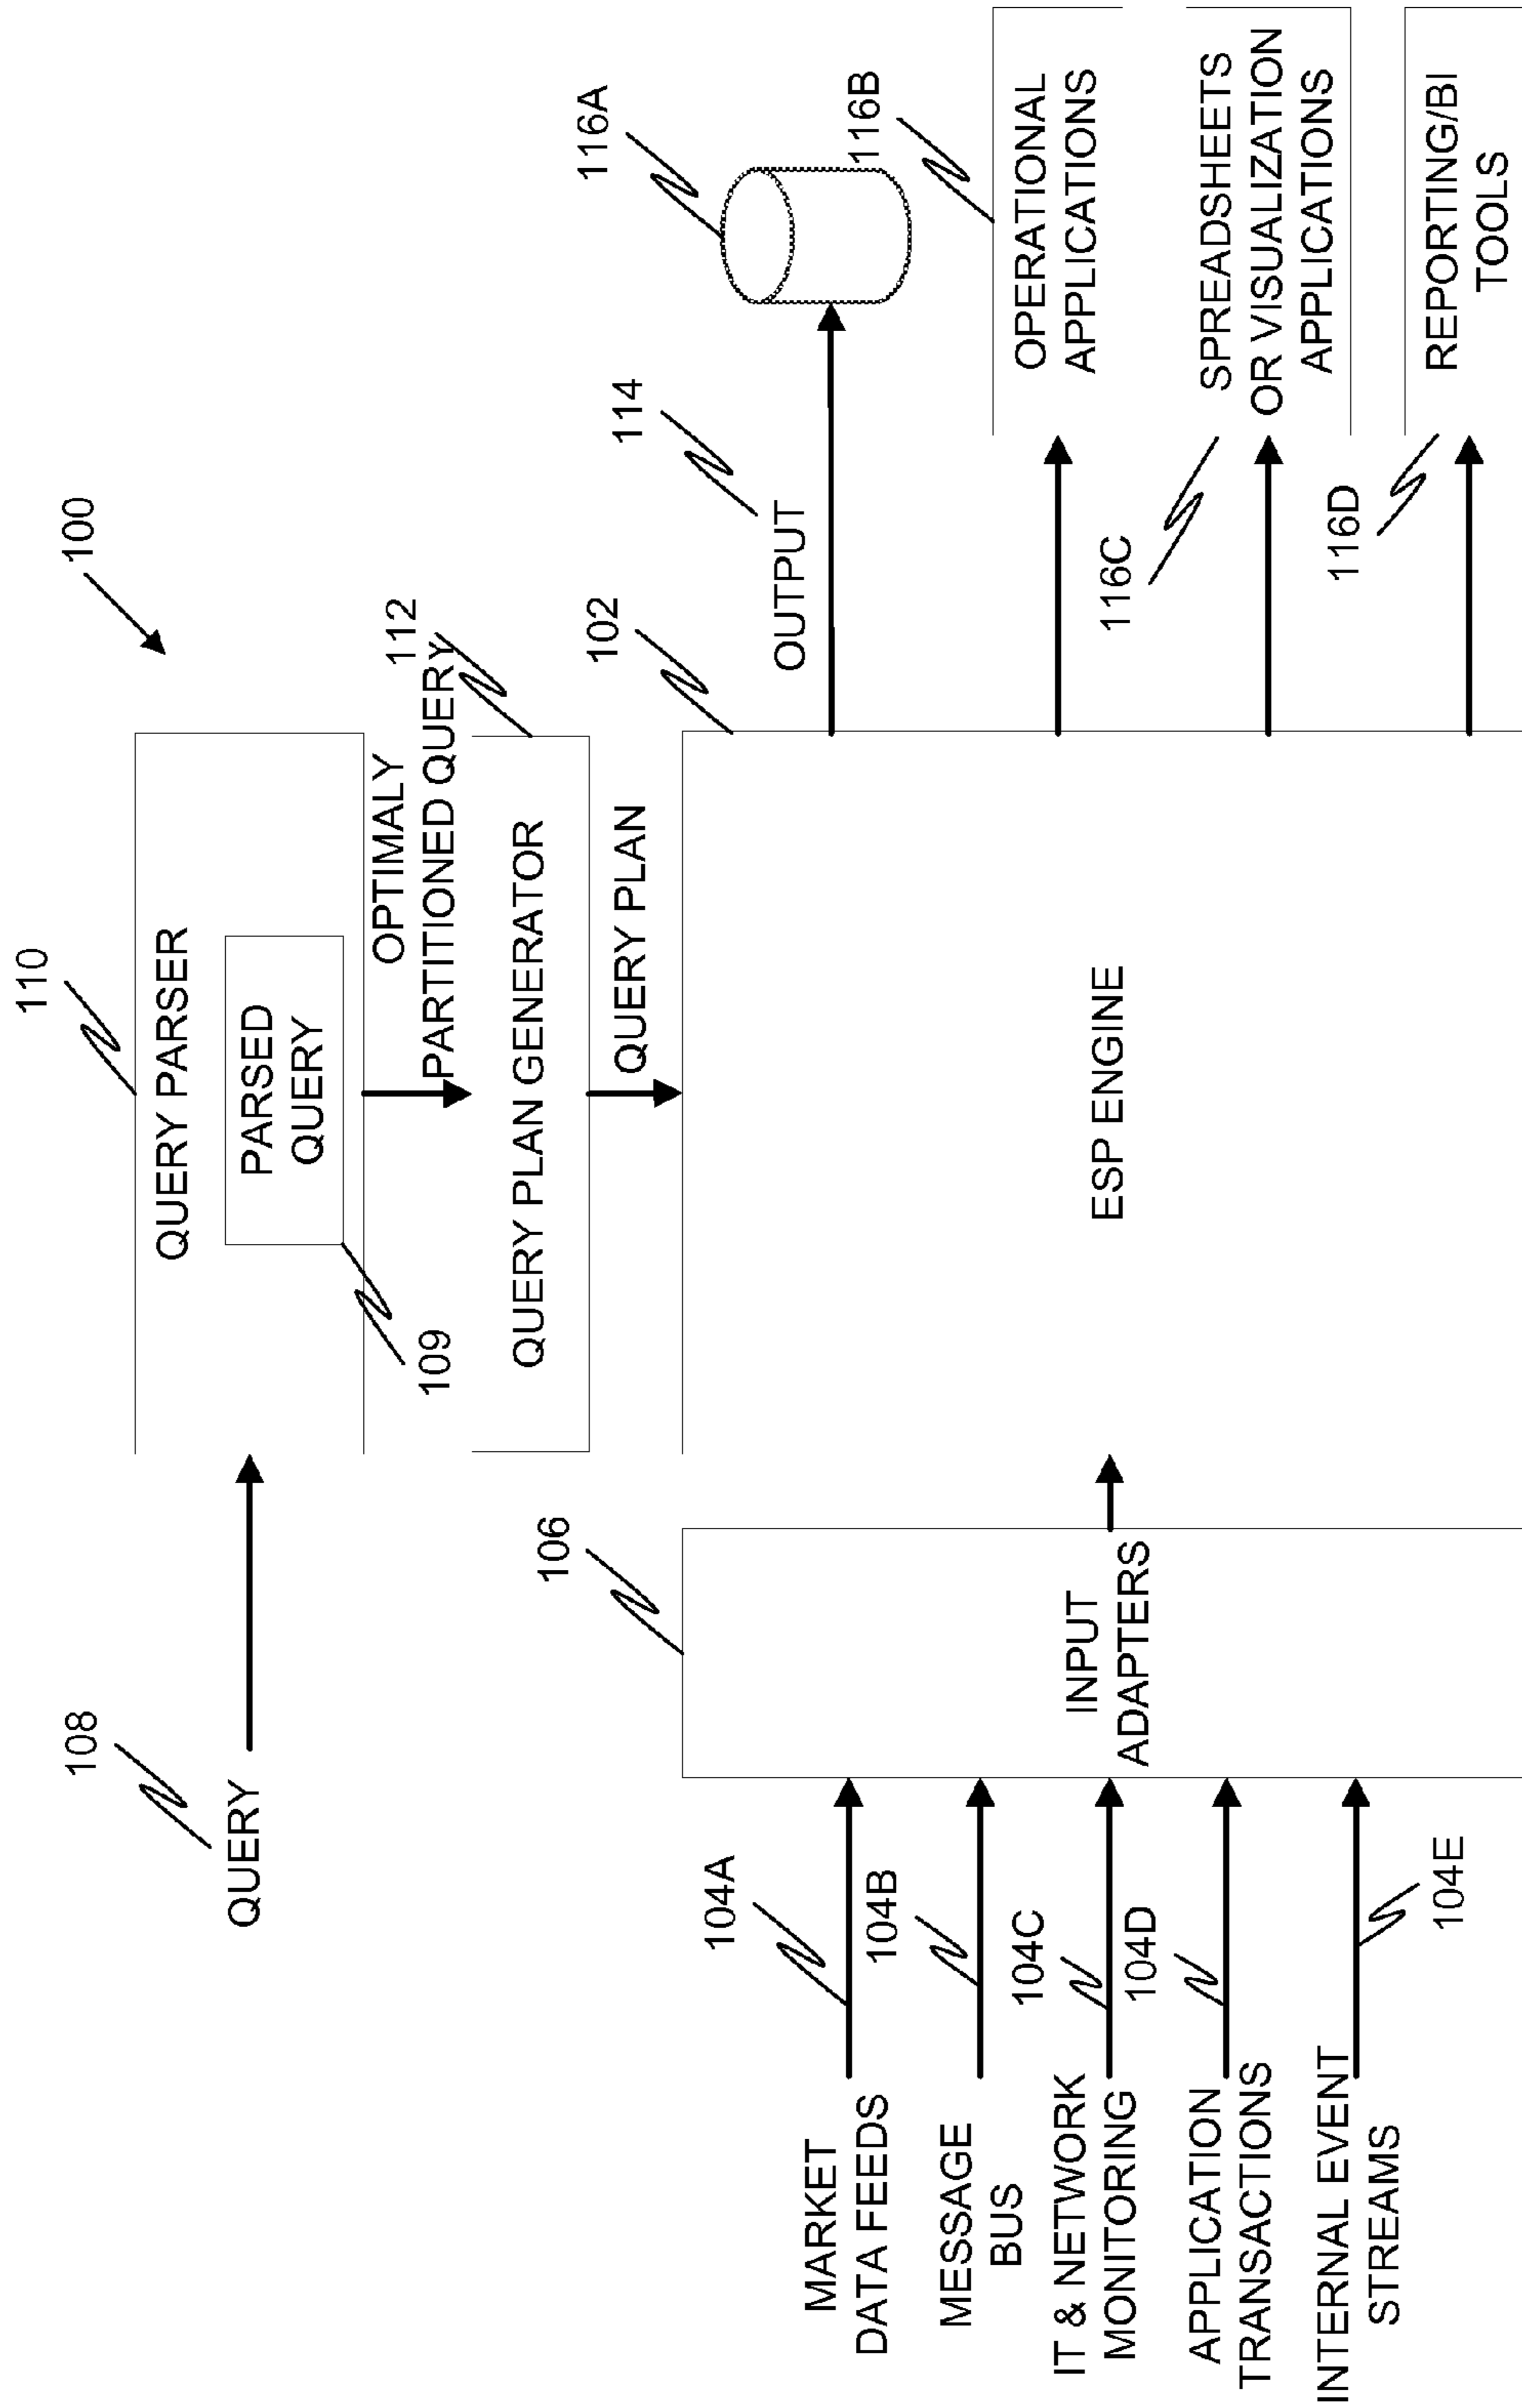 100
110
QUERY PARSER
PARSED
QUERY
109
108
QUERY
OPTIMALY
PARTITIONED QUERY
112
QUERY PLAN GENERATOR
QUERY PLAN
102
ESP ENGINE
106
INPUT
ADAPTERS
104A
MARKET
DATA FEEDS
104B
MESSAGE
BUS
104C
IT & NETWORK
MONITORING
104D
APPLICATION
TRANSACTIONS
104E
INTERNAL EVENT
STREAMS
114
OUTPUT
116A
116B
OPERATIONAL
APPLICATIONS
116C
SPREADSHEETS
OR VISUALIZATION
APPLICATIONS
116D
REPORTING/BI
TOOLS